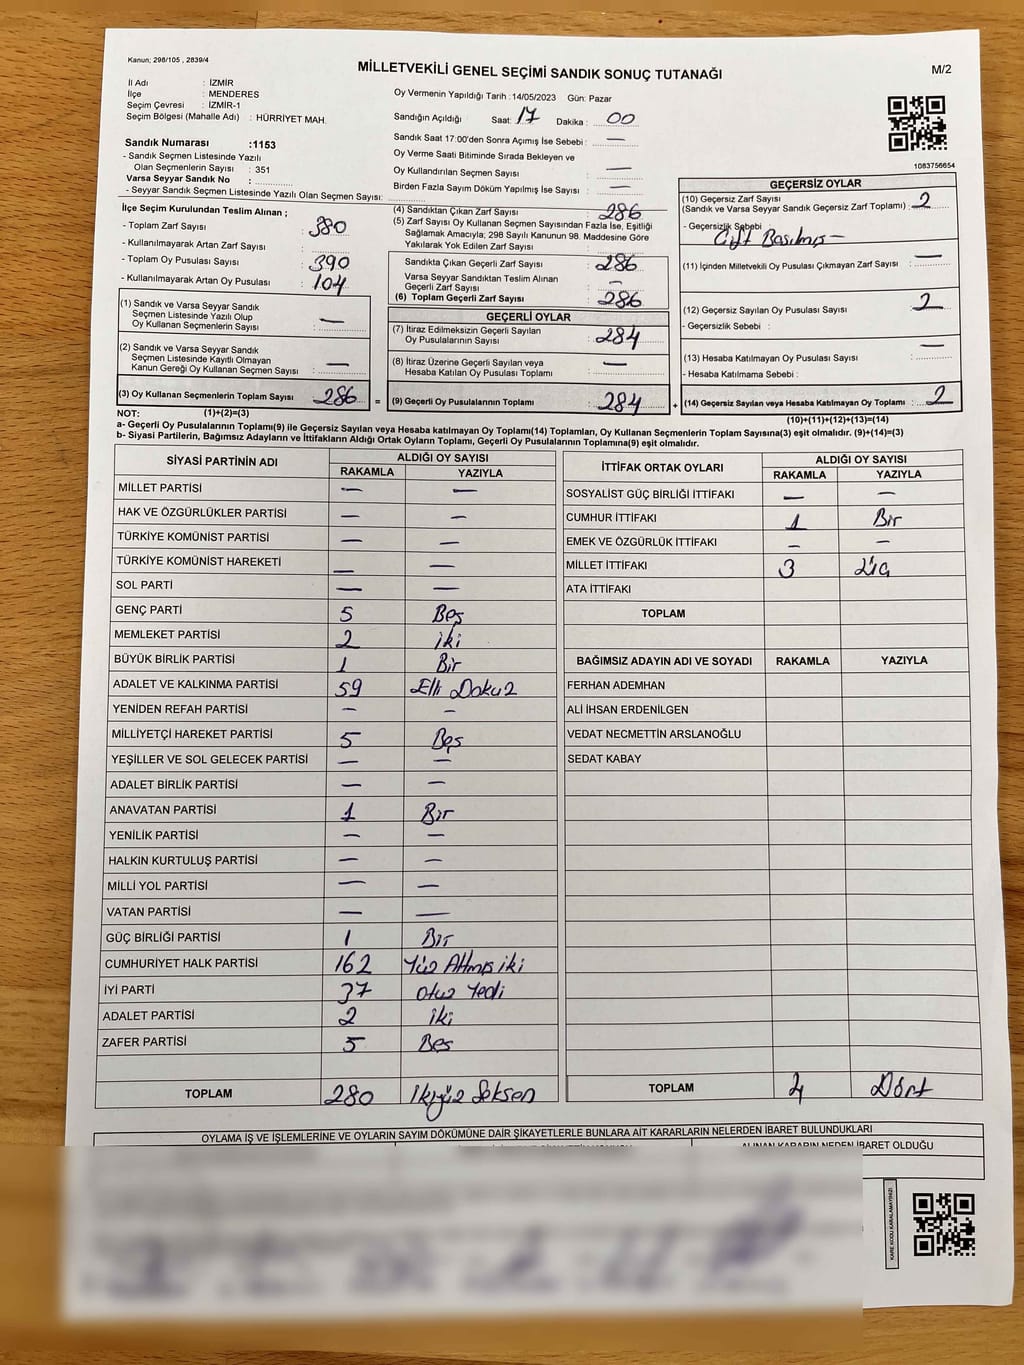 Kanun; 298/105 , 2839/4
MİLLETVEKİLİ GENEL SEÇİMİ SANDIK SONUÇ TUTANAĞI
M/2
İl Adı : İZMİR
İlçe : MENDERES
Seçim Çevresi : İZMİR-1
Seçim Bölgesi (Mahalle Adı) : HÜRRİYET MAH.
Oy Vermenin Yapıldığı Tarih : 14/05/2023 Gün: Pazar
Sandığın Açıldığı Saat: 17 Dakika : 00
Sandık Saat 17:00'den Sonra Açımış İse Sebebi : —
Oy Verme Saati Bitiminde Sırada Bekleyen ve
Oy Kullandırılan Seçmen Sayısı : —
Birden Fazla Sayım Döküm Yapılmış İse Sayısı : —
1083756654
Sandık Numarası :1153
- Sandık Seçmen Listesinde Yazılı
Olan Seçmenlerin Sayısı : 351
Varsa Seyyar Sandık No :
- Seyyar Sandık Seçmen Listesinde Yazılı Olan Seçmen Sayısı:
İlçe Seçim Kurulundan Teslim Alınan ;
- Toplam Zarf Sayısı : 380
- Kullanılmayarak Artan Zarf Sayısı :
- Toplam Oy Pusulası Sayısı : 390
- Kullanılmayarak Artan Oy Pusulası : 104
(1) Sandık ve Varsa Seyyar Sandık
Seçmen Listesinde Yazılı Olup
Oy Kullanan Seçmenlerin Sayısı : —
(2) Sandık ve Varsa Seyyar Sandık
Seçmen Listesinde Kayıtlı Olmayan
Kanun Gereği Oy Kullanan Seçmen Sayısı : —
(3) Oy Kullanan Seçmenlerin Toplam Sayısı : 286 =
(4) Sandıktan Çıkan Zarf Sayısı : 286
(5) Zarf Sayısı Oy Kullanan Seçmen Sayısından Fazla İse, Eşitliği
Sağlamak Amacıyla; 298 Sayılı Kanunun 98. Maddesine Göre
Yakılarak Yok Edilen Zarf Sayısı :
Sandıkta Çıkan Geçerli Zarf Sayısı : 286
Varsa Seyyar Sandıktan Teslim Alınan
Geçerli Zarf Sayısı : —
(6) Toplam Geçerli Zarf Sayısı : 286
GEÇERLİ OYLAR
(7) İtiraz Edilmeksizin Geçerli Sayılan
Oy Pusulalarının Sayısı : 284
(8) İtiraz Üzerine Geçerli Sayılan veya
Hesaba Katılan Oy Pusulası Toplamı : —
(9) Geçerli Oy Pusulalarının Toplamı : 284 +
GEÇERSİZ OYLAR
(10) Geçersiz Zarf Sayısı
(Sandık ve Varsa Seyyar Sandık Geçersiz Zarf Toplamı) : 2
- Geçersizlik Sebebi
Çift Basılmış —
(11) İçinden Milletvekili Oy Pusulası Çıkmayan Zarf Sayısı : —
(12) Geçersiz Sayılan Oy Pusulası Sayısı : 2
- Geçersizlik Sebebi :
(13) Hesaba Katılmayan Oy Pusulası Sayısı : —
- Hesaba Katılmama Sebebi :
(14) Geçersiz Sayılan veya Hesaba Katılmayan Oy Toplamı : 2
NOT: (1)+(2)=(3)
(10)+(11)+(12)+(13)=(14)
a- Geçerli Oy Pusulaları Toplamı(9) ile Geçersiz Sayılan veya Hesaba katılmayan Oy Toplamı(14) Toplamları, Oy Kullanan Seçmenlerin Toplam Sayısına(3) eşit olmalıdır. (9)+(14)=(3)
b- Siyasi Partilerin, Bağımsız Adayların ve İttifakların Aldığı Ortak Oyların Toplamı, Geçerli Oy Pusulalarının Toplamına(9) eşit olmalıdır.
SİYASİ PARTİNİN ADI ALDIĞI OY SAYISI
RAKAMLA YAZIYLA
MİLLET PARTİSİ — —
HAK VE ÖZGÜRLÜKLER PARTİSİ — —
TÜRKİYE KOMÜNİST PARTİSİ — —
TÜRKİYE KOMÜNİST HAREKETİ — —
SOL PARTİ — —
GENÇ PARTİ 5 Beş
MEMLEKET PARTİSİ 2 iki
BÜYÜK BİRLİK PARTİSİ 1 Bir
ADALET VE KALKINMA PARTİSİ 59 Elli Dokuz
YENİDEN REFAH PARTİSİ — —
MİLLİYETÇİ HAREKET PARTİSİ 5 Beş
YEŞİLLER VE SOL GELECEK PARTİSİ — —
ADALET BİRLİK PARTİSİ — —
ANAVATAN PARTİSİ 1 Bir
YENİLİK PARTİSİ — —
HALKIN KURTULUŞ PARTİSİ — —
MİLLİ YOL PARTİSİ — —
VATAN PARTİSİ — —
GÜÇ BİRLİĞİ PARTİSİ 1 Bir
CUMHURİYET HALK PARTİSİ 162 Yüz Atmış iki
İYİ PARTİ 37 otuz Yedi
ADALET PARTİSİ 2 iki
ZAFER PARTİSİ 5 Beş
TOPLAM 280 İkiyüz Seksen
İTTİFAK ORTAK OYLARI ALDIĞI OY SAYISI
RAKAMLA YAZIYLA
SOSYALİST GÜÇ BİRLİĞİ İTTİFAKI — —
CUMHUR İTTİFAKI 1 Bir
EMEK VE ÖZGÜRLÜK İTTİFAKI — —
MİLLET İTTİFAKI 3 Üç
ATA İTTİFAKI
TOPLAM
BAĞIMSIZ ADAYIN ADI VE SOYADI RAKAMLA YAZIYLA
FERHAN ADEMHAN
ALİ İHSAN ERDENİLGEN
VEDAT NECMETTİN ARSLANOĞLU
SEDAT KABAY
TOPLAM 4 Dört
OYLAMA İŞ VE İŞLEMLERİNE VE OYLARIN SAYIM DÖKÜMÜNE DAİR ŞİKAYETLERLE BUNLARA AİT KARARLARIN NELERDEN İBARET BULUNDUKLARI
ALINAN KARARIN NEDEN İBARET OLDUĞU
KARE KODU KARALAMAYINIZ!